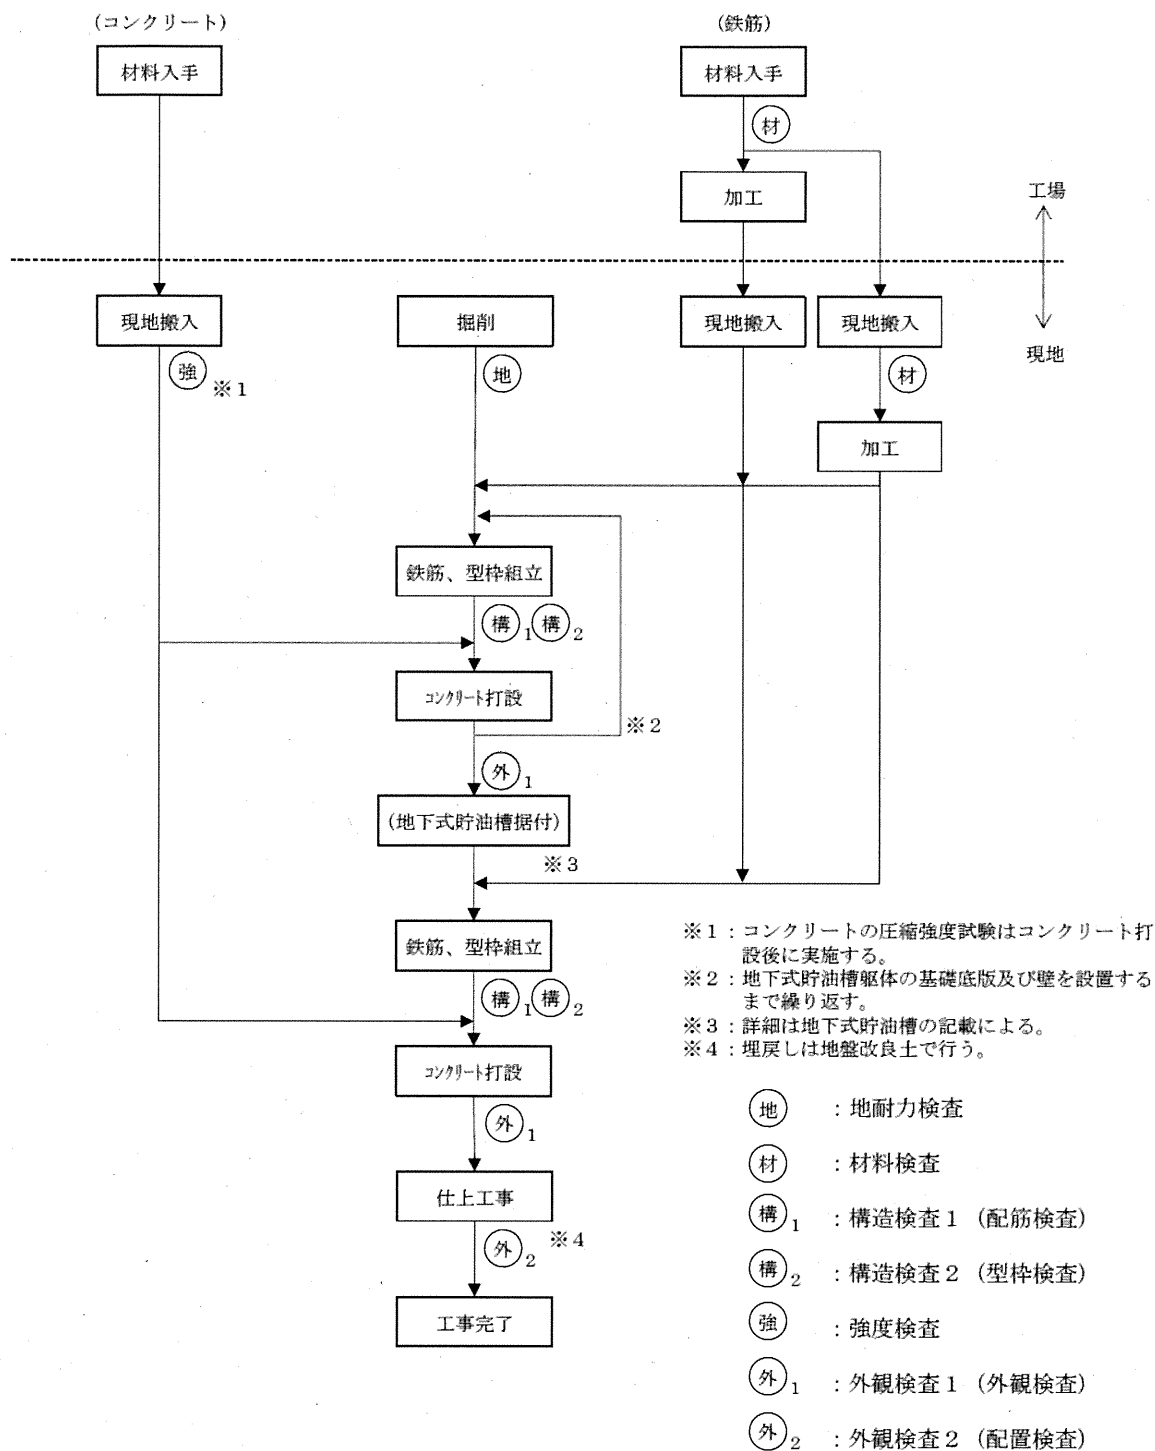 (コンクリート)
(鉄筋)
材料入手
材料入手
材
加工
工場
現地搬入
掘削
現地搬入
現地搬入
現地
強
※1
地
材
加工
鉄筋、型枠組立
構1 構2
コンクリート打設
※2
外1
(地下式貯油槽据付)
※3
鉄筋、型枠組立
構1 構2
コンクリート打設
外1
仕上工事
外2
※4
工事完了
※1:コンクリートの圧縮強度試験はコンクリート打
設後に実施する。
※2:地下式貯油槽躯体の基礎底版及び壁を設置する
まで繰り返す。
※3:詳細は地下式貯油槽の記載による。
※4:埋戻しは地盤改良土で行う。
地 :地耐力検査
材 :材料検査
構1 :構造検査1 (配筋検査)
構2 :構造検査2 (型枠検査)
強 :強度検査
外1 :外観検査1 (外観検査)
外2 :外観検査2 (配置検査)